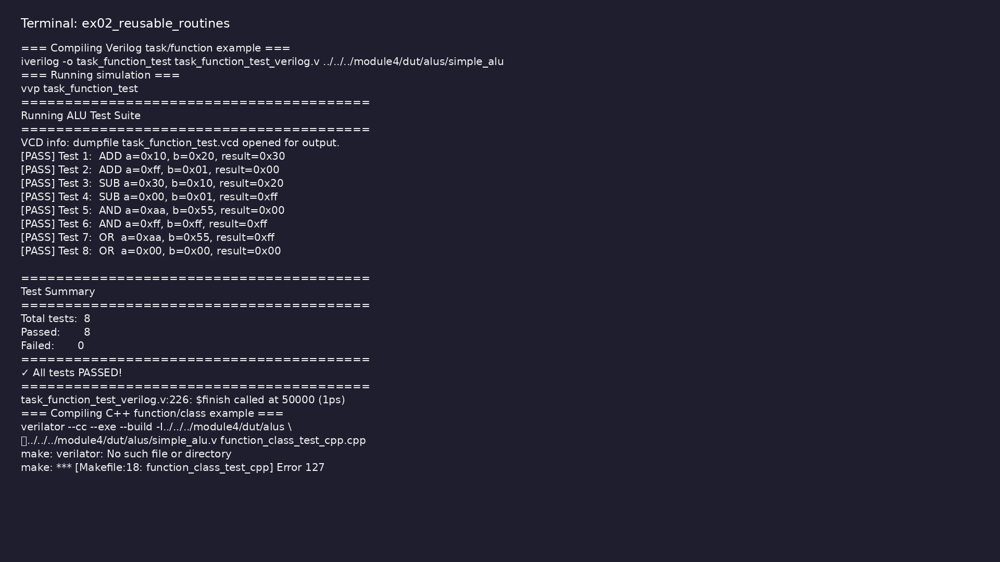 Terminal: ex02_reusable_routines
=== Compiling Verilog task/function example ===
iverilog -o task_function_test task_function_test_verilog.v ../../../module4/dut/alus/simple_alu
=== Running simulation ===
vvp task_function_test
========================================
Running ALU Test Suite
========================================
VCD info: dumpfile task_function_test.vcd opened for output.
[PASS] Test 1:  ADD a=0x10, b=0x20, result=0x30
[PASS] Test 2:  ADD a=0xff, b=0x01, result=0x00
[PASS] Test 3:  SUB a=0x30, b=0x10, result=0x20
[PASS] Test 4:  SUB a=0x00, b=0x01, result=0xff
[PASS] Test 5:  AND a=0xaa, b=0x55, result=0x00
[PASS] Test 6:  AND a=0xff, b=0xff, result=0xff
[PASS] Test 7:  OR  a=0xaa, b=0x55, result=0xff
[PASS] Test 8:  OR  a=0x00, b=0x00, result=0x00
========================================
Test Summary
========================================
Total tests:  8
Passed:       8
Failed:       0
========================================
✓ All tests PASSED!
========================================
task_function_test_verilog.v:226: $finish called at 50000 (1ps)
=== Compiling C++ function/class example ===
verilator --cc --exe --build -I../../../module4/dut/alus \
../../../module4/dut/alus/simple_alu.v function_class_test_cpp.cpp
make: verilator: No such file or directory
make: *** [Makefile:18: function_class_test_cpp] Error 127